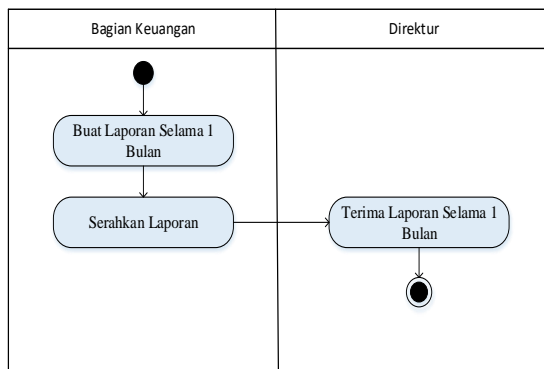 Bagian Keuangan
Direktur
Buat Laporan Selama 1
Bulan
Serahkan Laporan
Terima Laporan Selama 1
Bulan